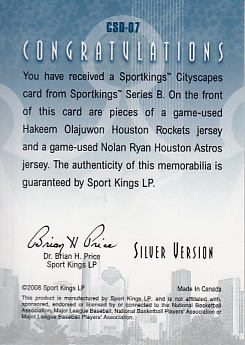 CSD-07
CONGRATULATIONS
You have received a Sportkings™ Cityscapes
card from Sportkings™ Series B. On the front
of this card are pieces of a game-used
Hakeem Olajuwon Houston Rockets jersey
and a game-used Nolan Ryan Houston Astros
jersey. The authenticity of this memorabilia is
guaranteed by Sport Kings LP.
Brian H. Price
Dr. Brian H. Price
Sport Kings LP
SILVER VERSION
©2008 Sport Kings LP
Made In Canada
This product is manufactured by Sport Kings LP. and is not affiliated with,
sponsored, endorsed or licensed by or connected to the National Basketball
Association, Major League Baseball, National Basketball Players' Association
or Major League Baseball Players' Association.